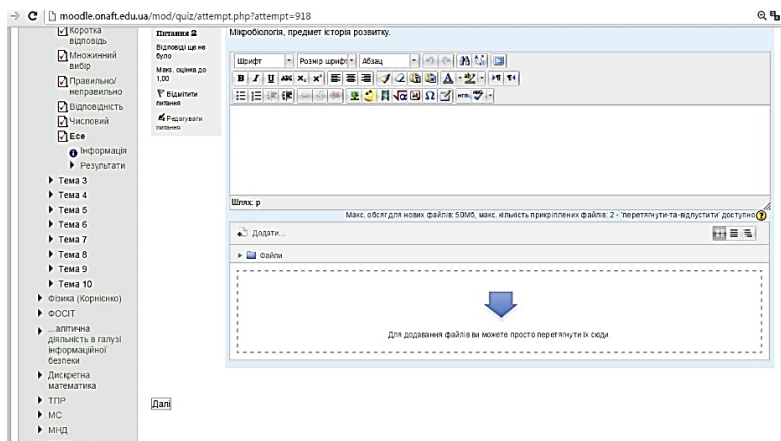 moodle.onaft.edu.ua/mod/quiz/attempt.php?attempt=918
Коротка
відповідь
Множинний
вибір
Правильно/
неправильно
Відповідність
Числовий
Есе
Інформація
Результати
Тема 3
Тема 4
Тема 5
Тема 6
Тема 7
Тема 8
Тема 9
Тема 10
Фізика (Корнієнко)
ФОСІТ
...алітична
діяльність в галузі
інформаційної
безпеки
Дискретна
математика
ТПР
МС
МНД
Питання 2
Відповіді ще не
було
Макс. оцінка до
1,00
Відмітити
питання
Редагувати
питання
Мікробіологія, предмет історія розвитку.
Шрифт Розмір шрифт Абзац
B I U ABC x₂ x²
HTML
Шлях: p
Макс. обсяг для нових файлів: 50Мб, макс. кількість прикріплених файлів: 2 - 'перетягнути-та-відпустити' доступно
Додати...
Файли
Для додавання файлів ви можете просто перетягнути їх сюди.
Далі